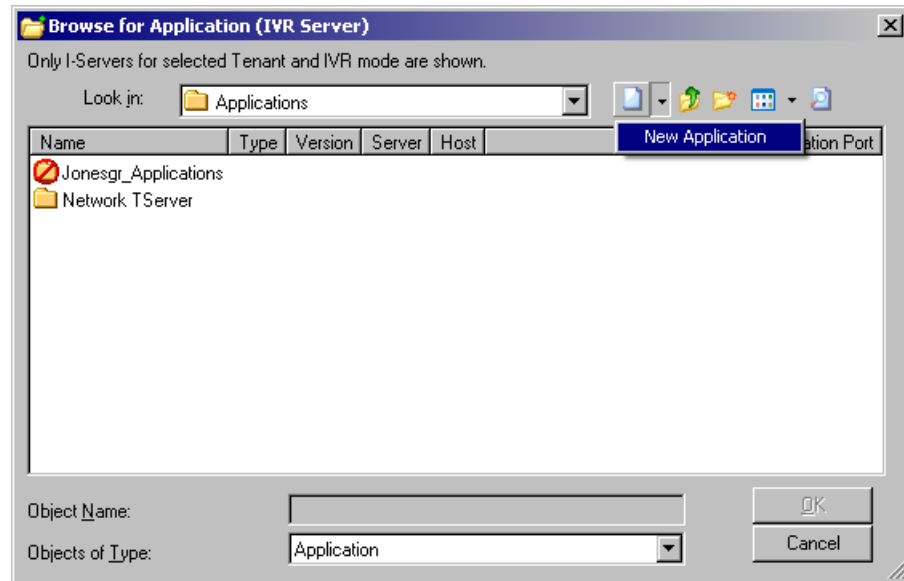 Browse for Application (IVR Server)
Only I-Servers for selected Tenant and IVR mode are shown.
Look in: Applications
New Application
Name Type Version Server Host ation Port
Jonesgr_Applications
Network TServer
Object Name:
OK
Objects of Type: Application
Cancel